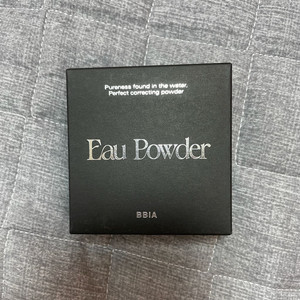 Pureness found in the water,
Perfect correcting powder
Eau Powder
BBIA